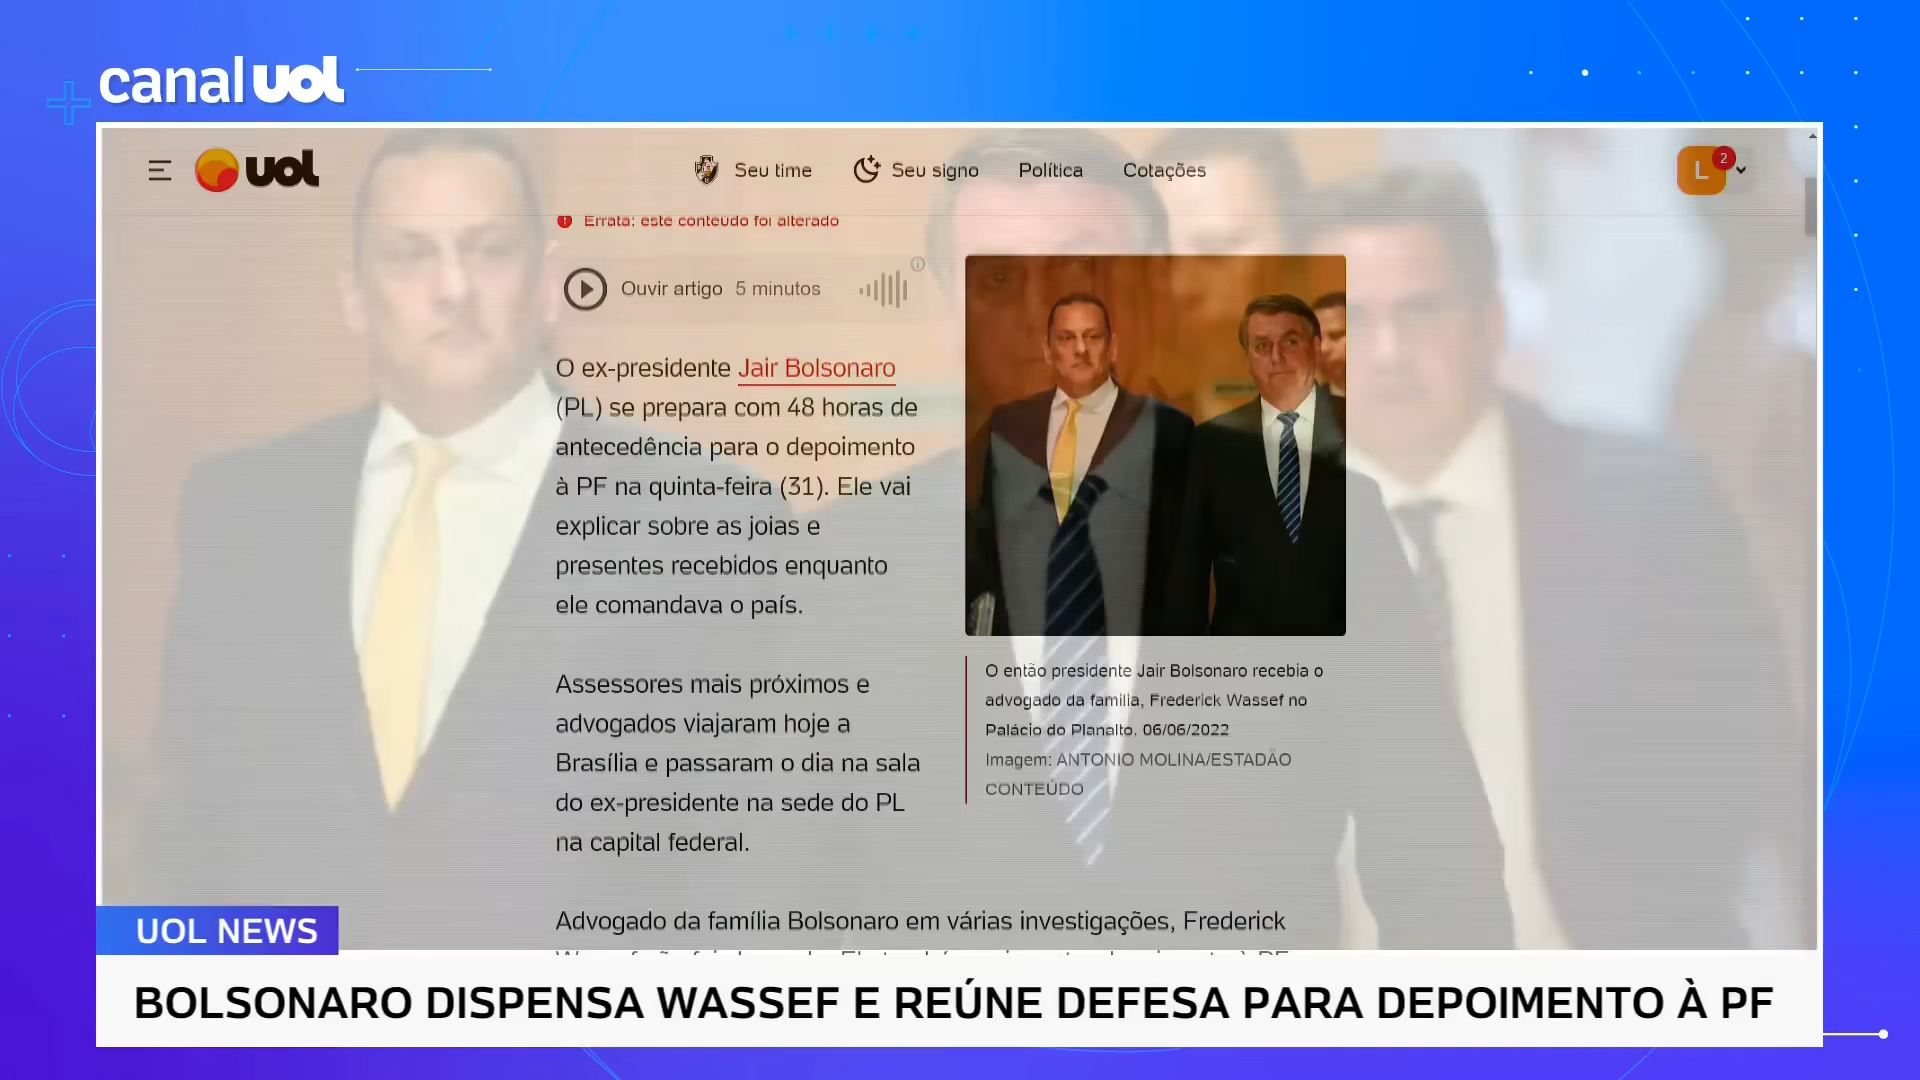 canal uol
uol
Seu time
Seu signo
Política
Cotações
L
2
Errata: este conteúdo foi alterado
Ouvir artigo 5 minutos
O ex-presidente Jair Bolsonaro
(PL) se prepara com 48 horas de
antecedência para o depoimento
à PF na quinta-feira (31). Ele vai
explicar sobre as joias e
presentes recebidos enquanto
ele comandava o país.
Assessores mais próximos e
advogados viajaram hoje a
Brasília e passaram o dia na sala
do ex-presidente na sede do PL
na capital federal.
O então presidente Jair Bolsonaro recebia o
advogado da família, Frederick Wassef no
Palácio do Planalto. 06/06/2022
Imagem: ANTONIO MOLINA/ESTADÃO
CONTEÚDO
Advogado da família Bolsonaro em várias investigações, Frederick
UOL NEWS
BOLSONARO DISPENSA WASSEF E REÚNE DEFESA PARA DEPOIMENTO À PF